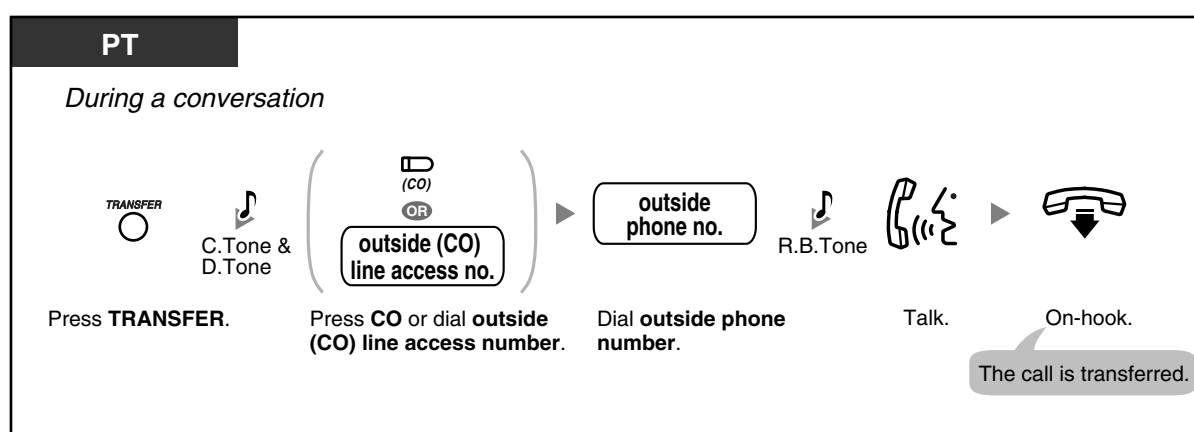 PT
During a conversation
TRANSFER
C.Tone &
D.Tone
(CO)
OR
outside (CO)
line access no.
outside
phone no.
R.B.Tone
Press TRANSFER.
Press CO or dial outside
(CO) line access number.
Dial outside phone
number.
Talk.
On-hook.
The call is transferred.